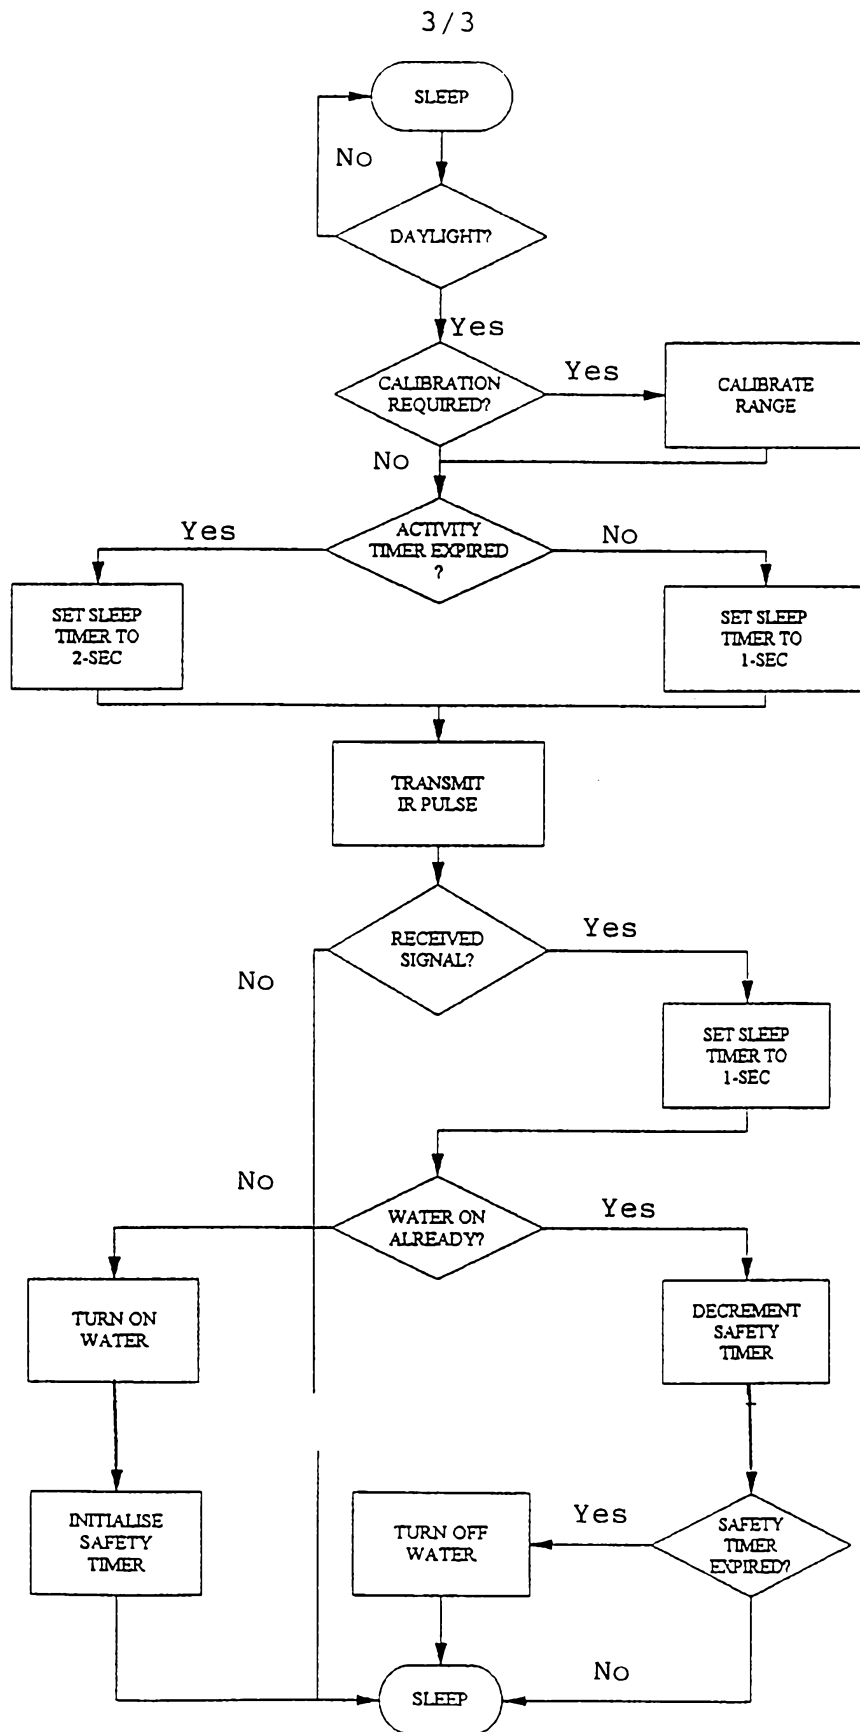 3/3
SLEEP
No
DAYLIGHT?
Yes
CALIBRATION
REQUIRED?
Yes
CALIBRATE
RANGE
No
ACTIVITY
TIMER EXPIRED
?
Yes
No
SET SLEEP
TIMER TO
2-SEC
SET SLEEP
TIMER TO
1-SEC
TRANSMIT
IR PULSE
RECEIVED
SIGNAL?
Yes
No
SET SLEEP
TIMER TO
1-SEC
No
WATER ON
ALREADY?
Yes
TURN ON
WATER
DECREMENT
SAFETY
TIMER
INITIALISE
SAFETY
TIMER
TURN OFF
WATER
Yes
SAFETY
TIMER
EXPIRED?
No
SLEEP